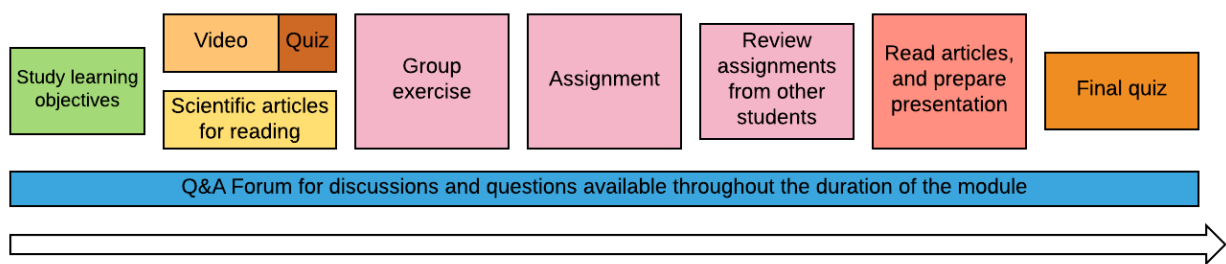 Study learning
objectives
Video
Quiz
Scientific articles
for reading
Group
exercise
Assignment
Review
assignments
from other
students
Read articles,
and prepare
presentation
Final quiz
Q&A Forum for discussions and questions available throughout the duration of the module